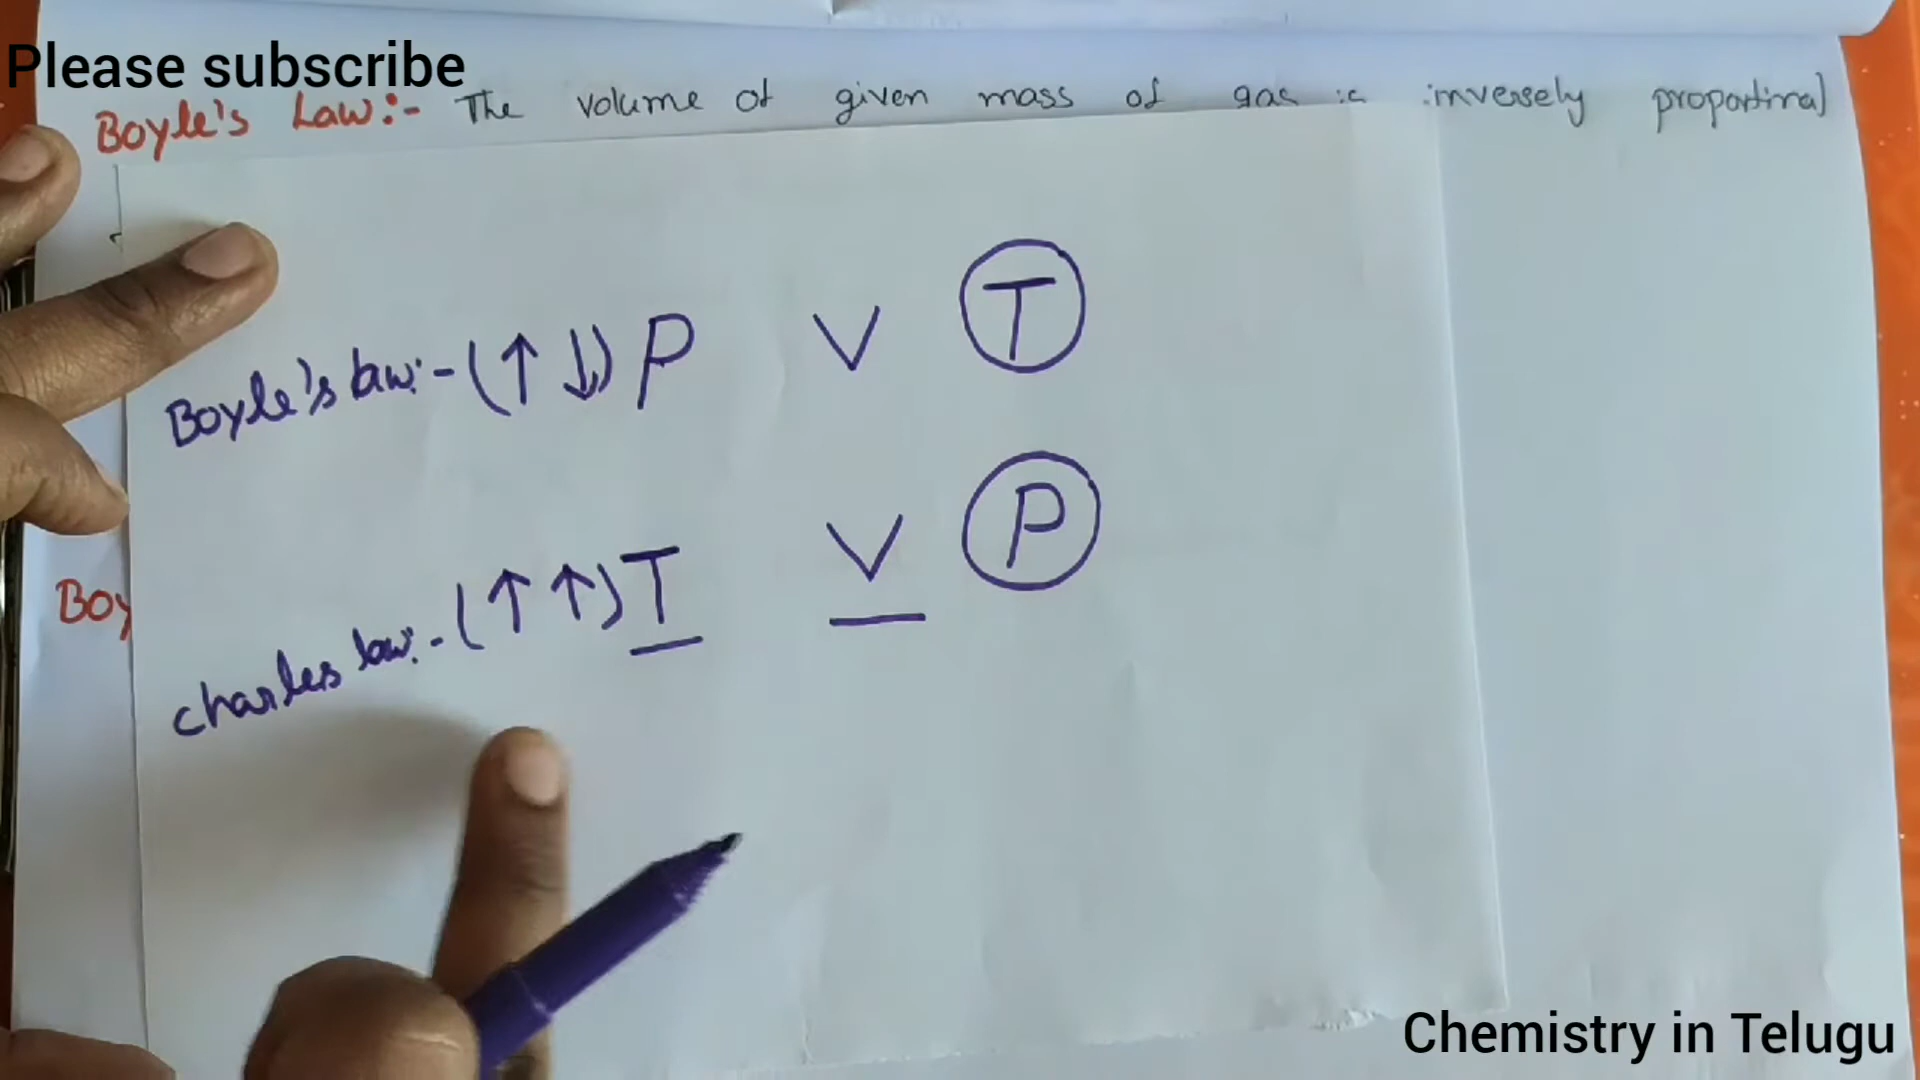 Please subscribe
Boyle's Law:- The volume of given mass of gas is inversely proportional
Boyle's law:- (↑ ↓) P V T
charles law:- (↑ ↑) T V P
Boy
Chemistry in Telugu